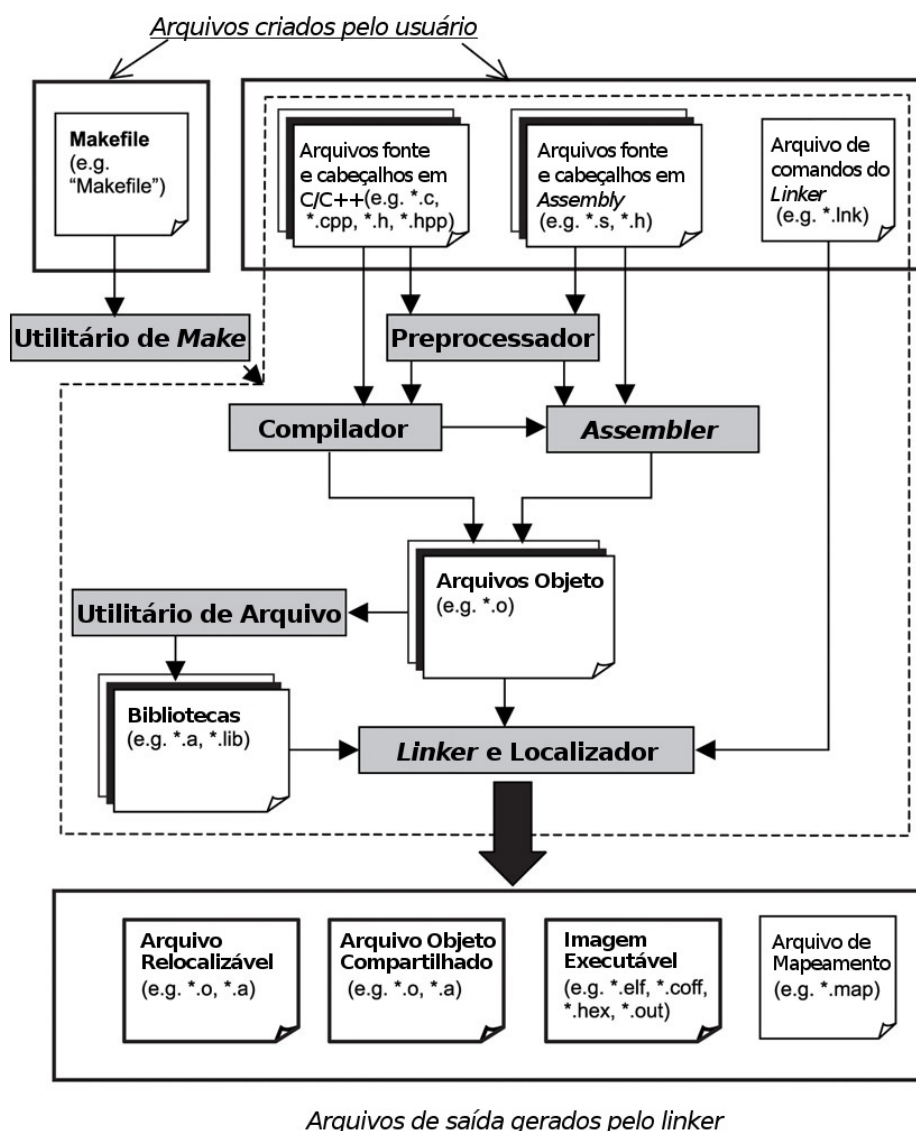 Arquivos criados pelo usuário
Makefile
(e.g.
“Makefile”)
Arquivos fonte
e cabeçalhos em
C/C++(e.g. *.c,
*.cpp, *.h, *.hpp)
Arquivos fonte
e cabeçalhos em
Assembly
(e.g. *.s, *.h)
Arquivo de
comandos do
Linker
(e.g. *.lnk)
Utilitário de Make
Preprocessador
Compilador
Assembler
Arquivos Objeto
(e.g. *.o)
Utilitário de Arquivo
Bibliotecas
(e.g. *.a, *.lib)
Linker e Localizador
Arquivo
Relocalizável
(e.g. *.o, *.a)
Arquivo Objeto
Compartilhado
(e.g. *.o, *.a)
Imagem
Executável
(e.g. *.elf, *.coff,
*.hex, *.out)
Arquivo de
Mapeamento
(e.g. *.map)
Arquivos de saída gerados pelo linker